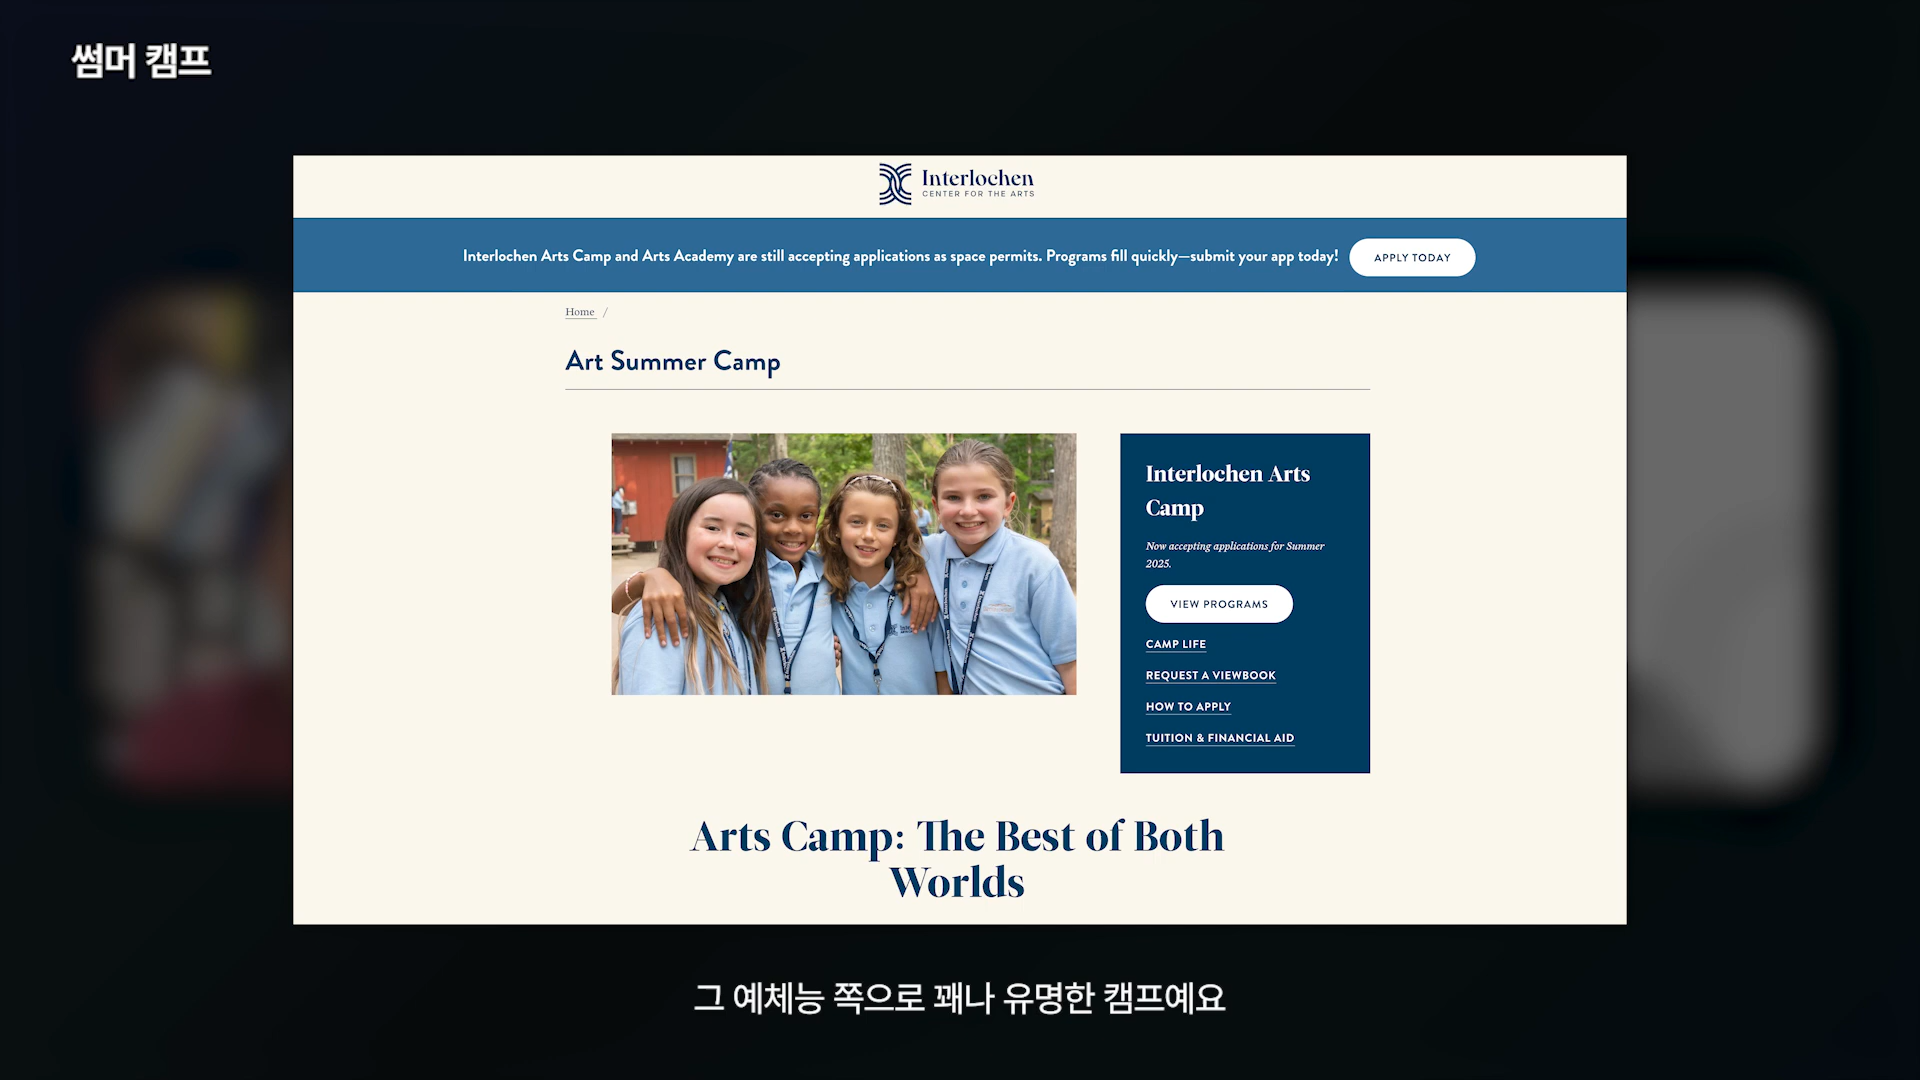 썸머 캠프
Interlochen
CENTER FOR THE ARTS
Interlochen Arts Camp and Arts Academy are still accepting applications as space permits. Programs fill quickly—submit your app today!
APPLY TODAY
Home /
Art Summer Camp
Interlochen Arts
Camp
Now accepting applications for Summer
2025.
VIEW PROGRAMS
CAMP LIFE
REQUEST A VIEWBOOK
HOW TO APPLY
TUITION & FINANCIAL AID
Arts Camp: The Best of Both
Worlds
그 예체능 쪽으로 꽤나 유명한 캠프예요